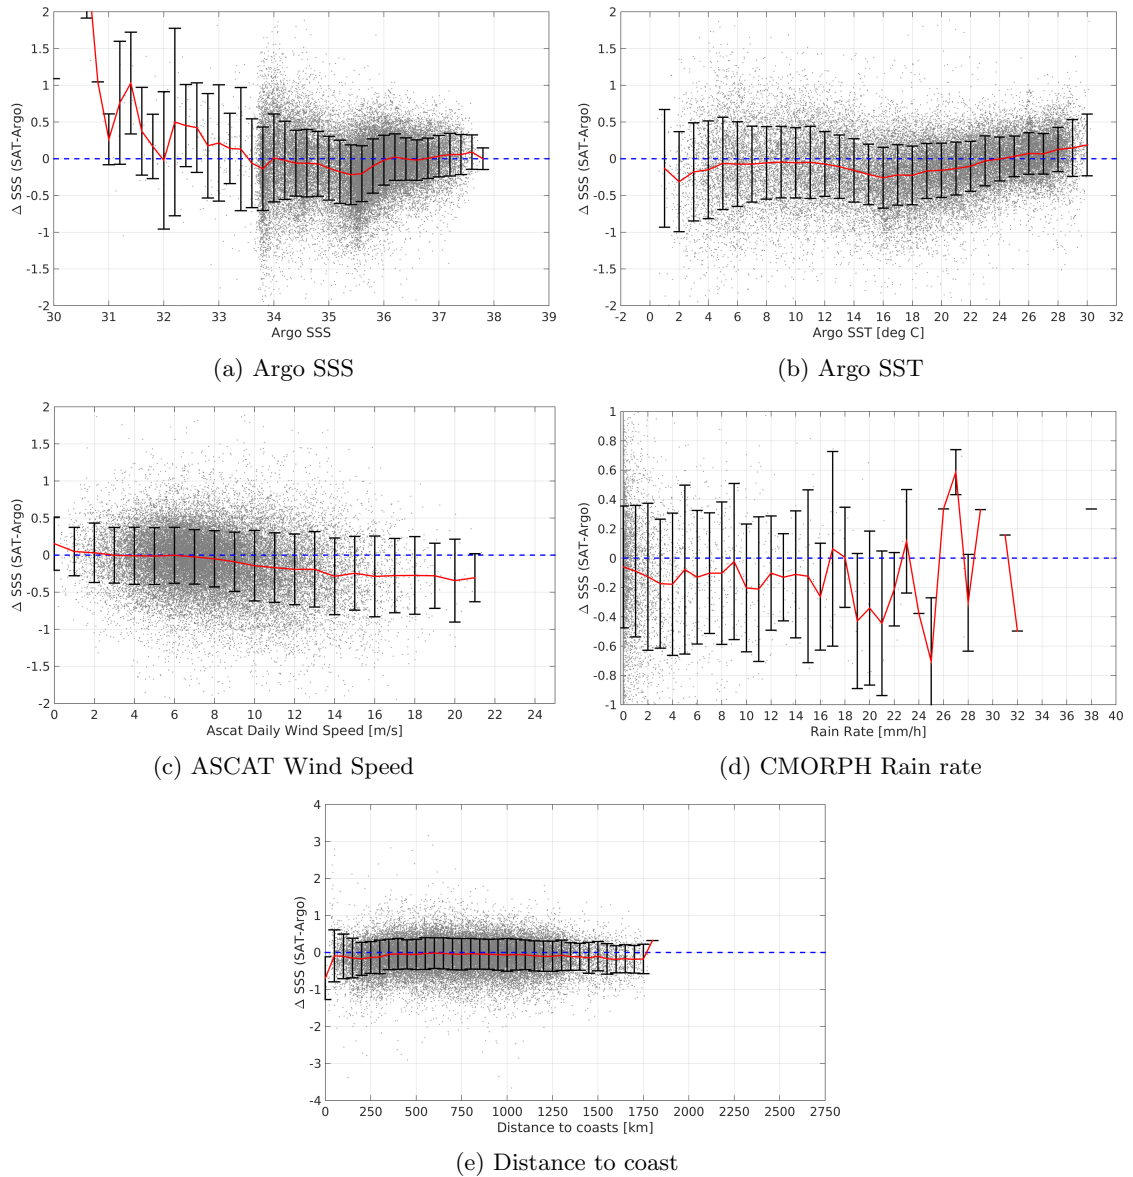 2
1.5
1
0.5
0
-0.5
-1
-1.5
-2
Δ SSS (SAT-Argo)
30 31 32 33 34 35 36 37 38 39
Argo SSS
(a) Argo SSS
2
1.5
1
0.5
0
-0.5
-1
-1.5
-2
Δ SSS (SAT-Argo)
-2 0 2 4 6 8 10 12 14 16 18 20 22 24 26 28 30 32
Argo SST [deg C]
(b) Argo SST
2
1.5
1
0.5
0
-0.5
-1
-1.5
-2
Δ SSS (SAT-Argo)
0 2 4 6 8 10 12 14 16 18 20 22 24
Ascat Daily Wind Speed [m/s]
(c) ASCAT Wind Speed
1
0.8
0.6
0.4
0.2
0
-0.2
-0.4
-0.6
-0.8
-1
Δ SSS (SAT-Argo)
0 2 4 6 8 10 12 14 16 18 20 22 24 26 28 30 32 34 36 38 40
Rain Rate [mm/h]
(d) CMORPH Rain rate
4
3
2
1
0
-1
-2
-3
-4
Δ SSS (SAT-Argo)
0 250 500 750 1000 1250 1500 1750 2000 2250 2500 2750
Distance to coasts [km]
(e) Distance to coast